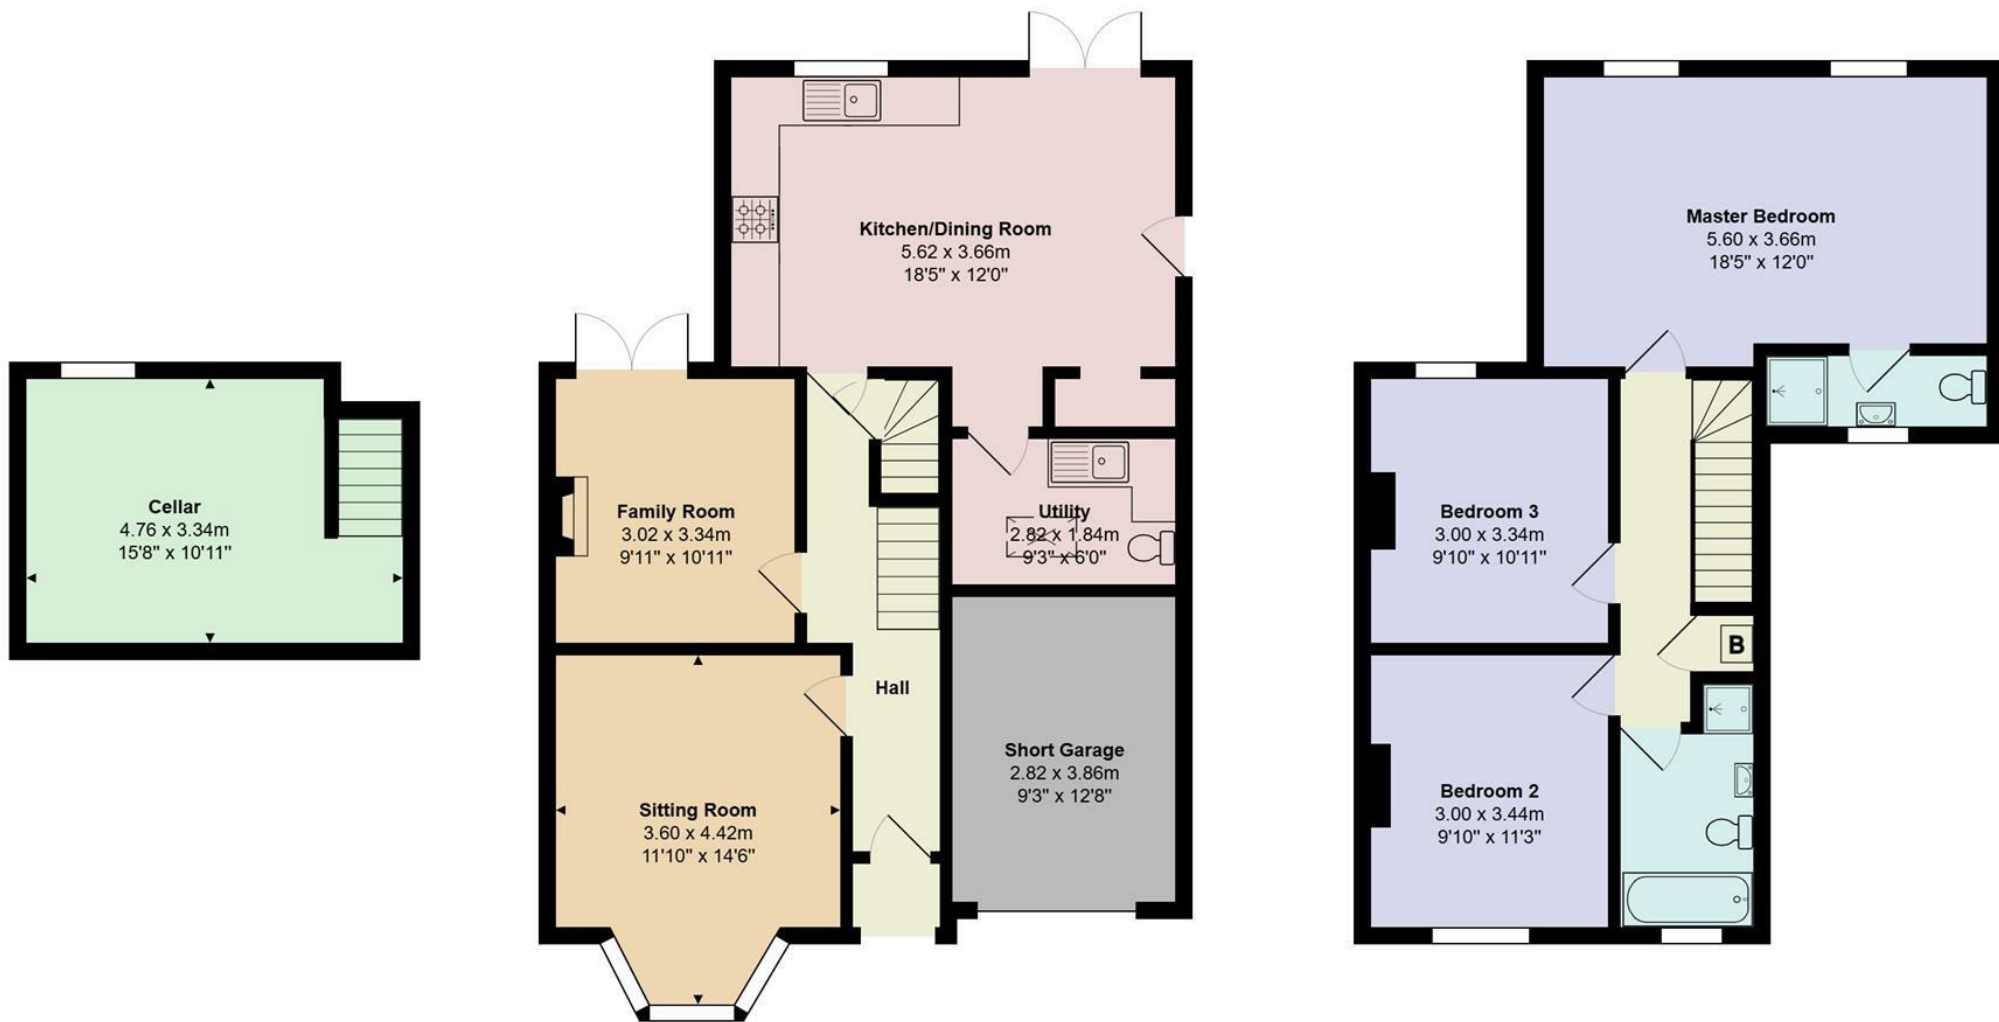 Cellar
4.76 x 3.34m
15'8" x 10'11"
Kitchen/Dining Room
5.62 x 3.66m
18'5" x 12'0"
Family Room
3.02 x 3.34m
9'11" x 10'11"
Utility
2.82 x 1.84m
9'3" x 6'0"
Hall
Sitting Room
3.60 x 4.42m
11'10" x 14'6"
Short Garage
2.82 x 3.86m
9'3" x 12'8"
Master Bedroom
5.60 x 3.66m
18'5" x 12'0"
Bedroom 3
3.00 x 3.34m
9'10" x 10'11"
B
Bedroom 2
3.00 x 3.44m
9'10" x 11'3"